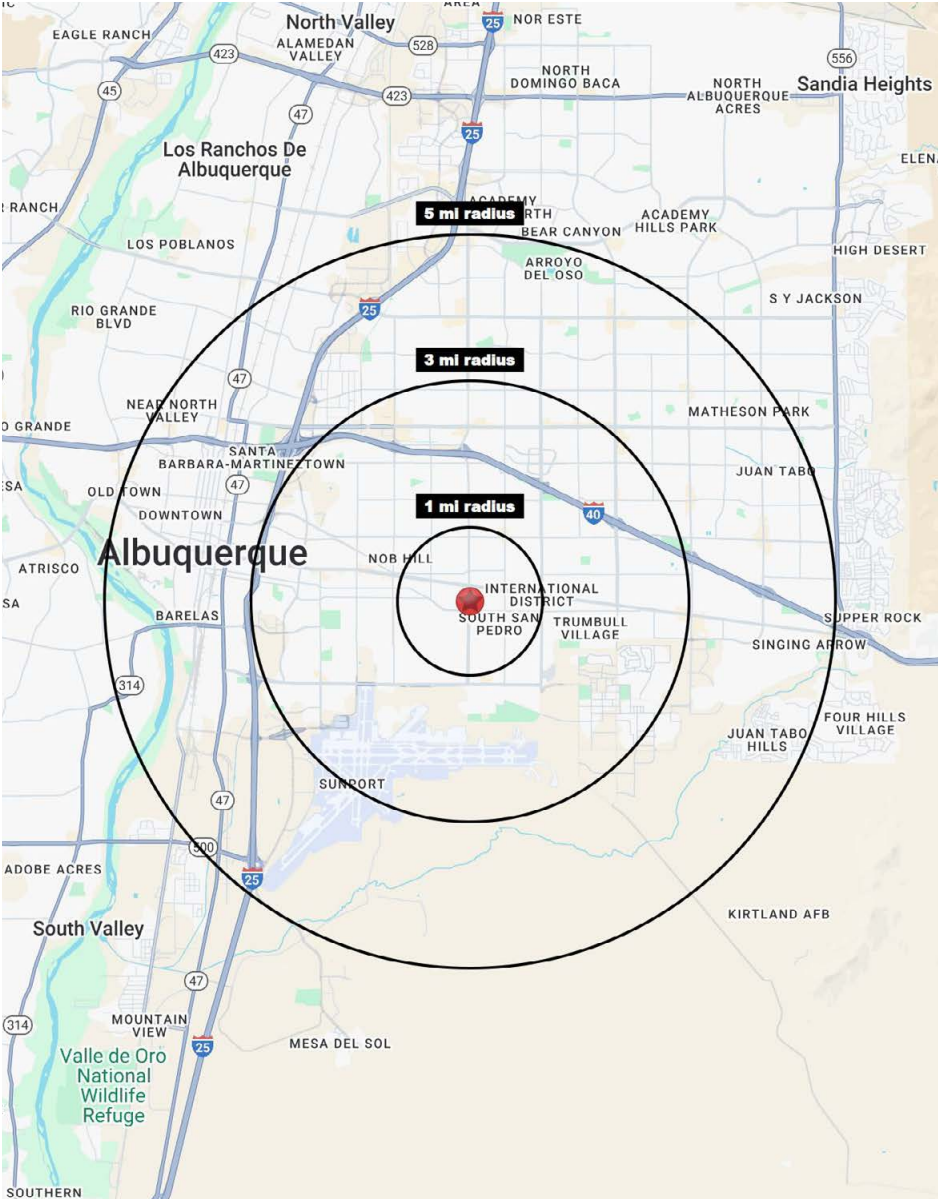 AREA
North Valley
25
NOR ESTE
EAGLE RANCH
ALAMEDAN
VALLEY
528
423
556
NORTH
DOMINGO BACA
NORTH
ALBUQUERQUE
ACRES
Sandia Heights
45
423
47
25
Los Ranchos De
Albuquerque
ELEN
RANCH
ACADEMY
RTH
5 mi radius
ACADEMY
HILLS PARK
BEAR CANYON
LOS POBLANOS
HIGH DESERT
ARROYO
DEL OSO
S Y JACKSON
RIO GRANDE
BLVD
25
3 mi radius
47
NEAR NORTH
VALLEY
MATHESON PARK
O GRANDE
SANTA
BARBARA-MARTINEZTOWN
JUAN TABO
47
ESA
OLD TOWN
1 mi radius
40
DOWNTOWN
Albuquerque
NOB HILL
ATRISCO
INTERNATIONAL
DISTRICT
SA
BARELAS
SOUTH SAN
PEDRO
TRUMBULL
VILLAGE
SUPPER ROCK
SINGING ARROW
314
FOUR HILLS
VILLAGE
JUAN TABO
HILLS
SUNPORT
47
500
ADOBE ACRES
25
KIRTLAND AFB
South Valley
47
314
MOUNTAIN
VIEW
25
MESA DEL SOL
Valle de Oro
National
Wildlife
Refuge
SOUTHERN